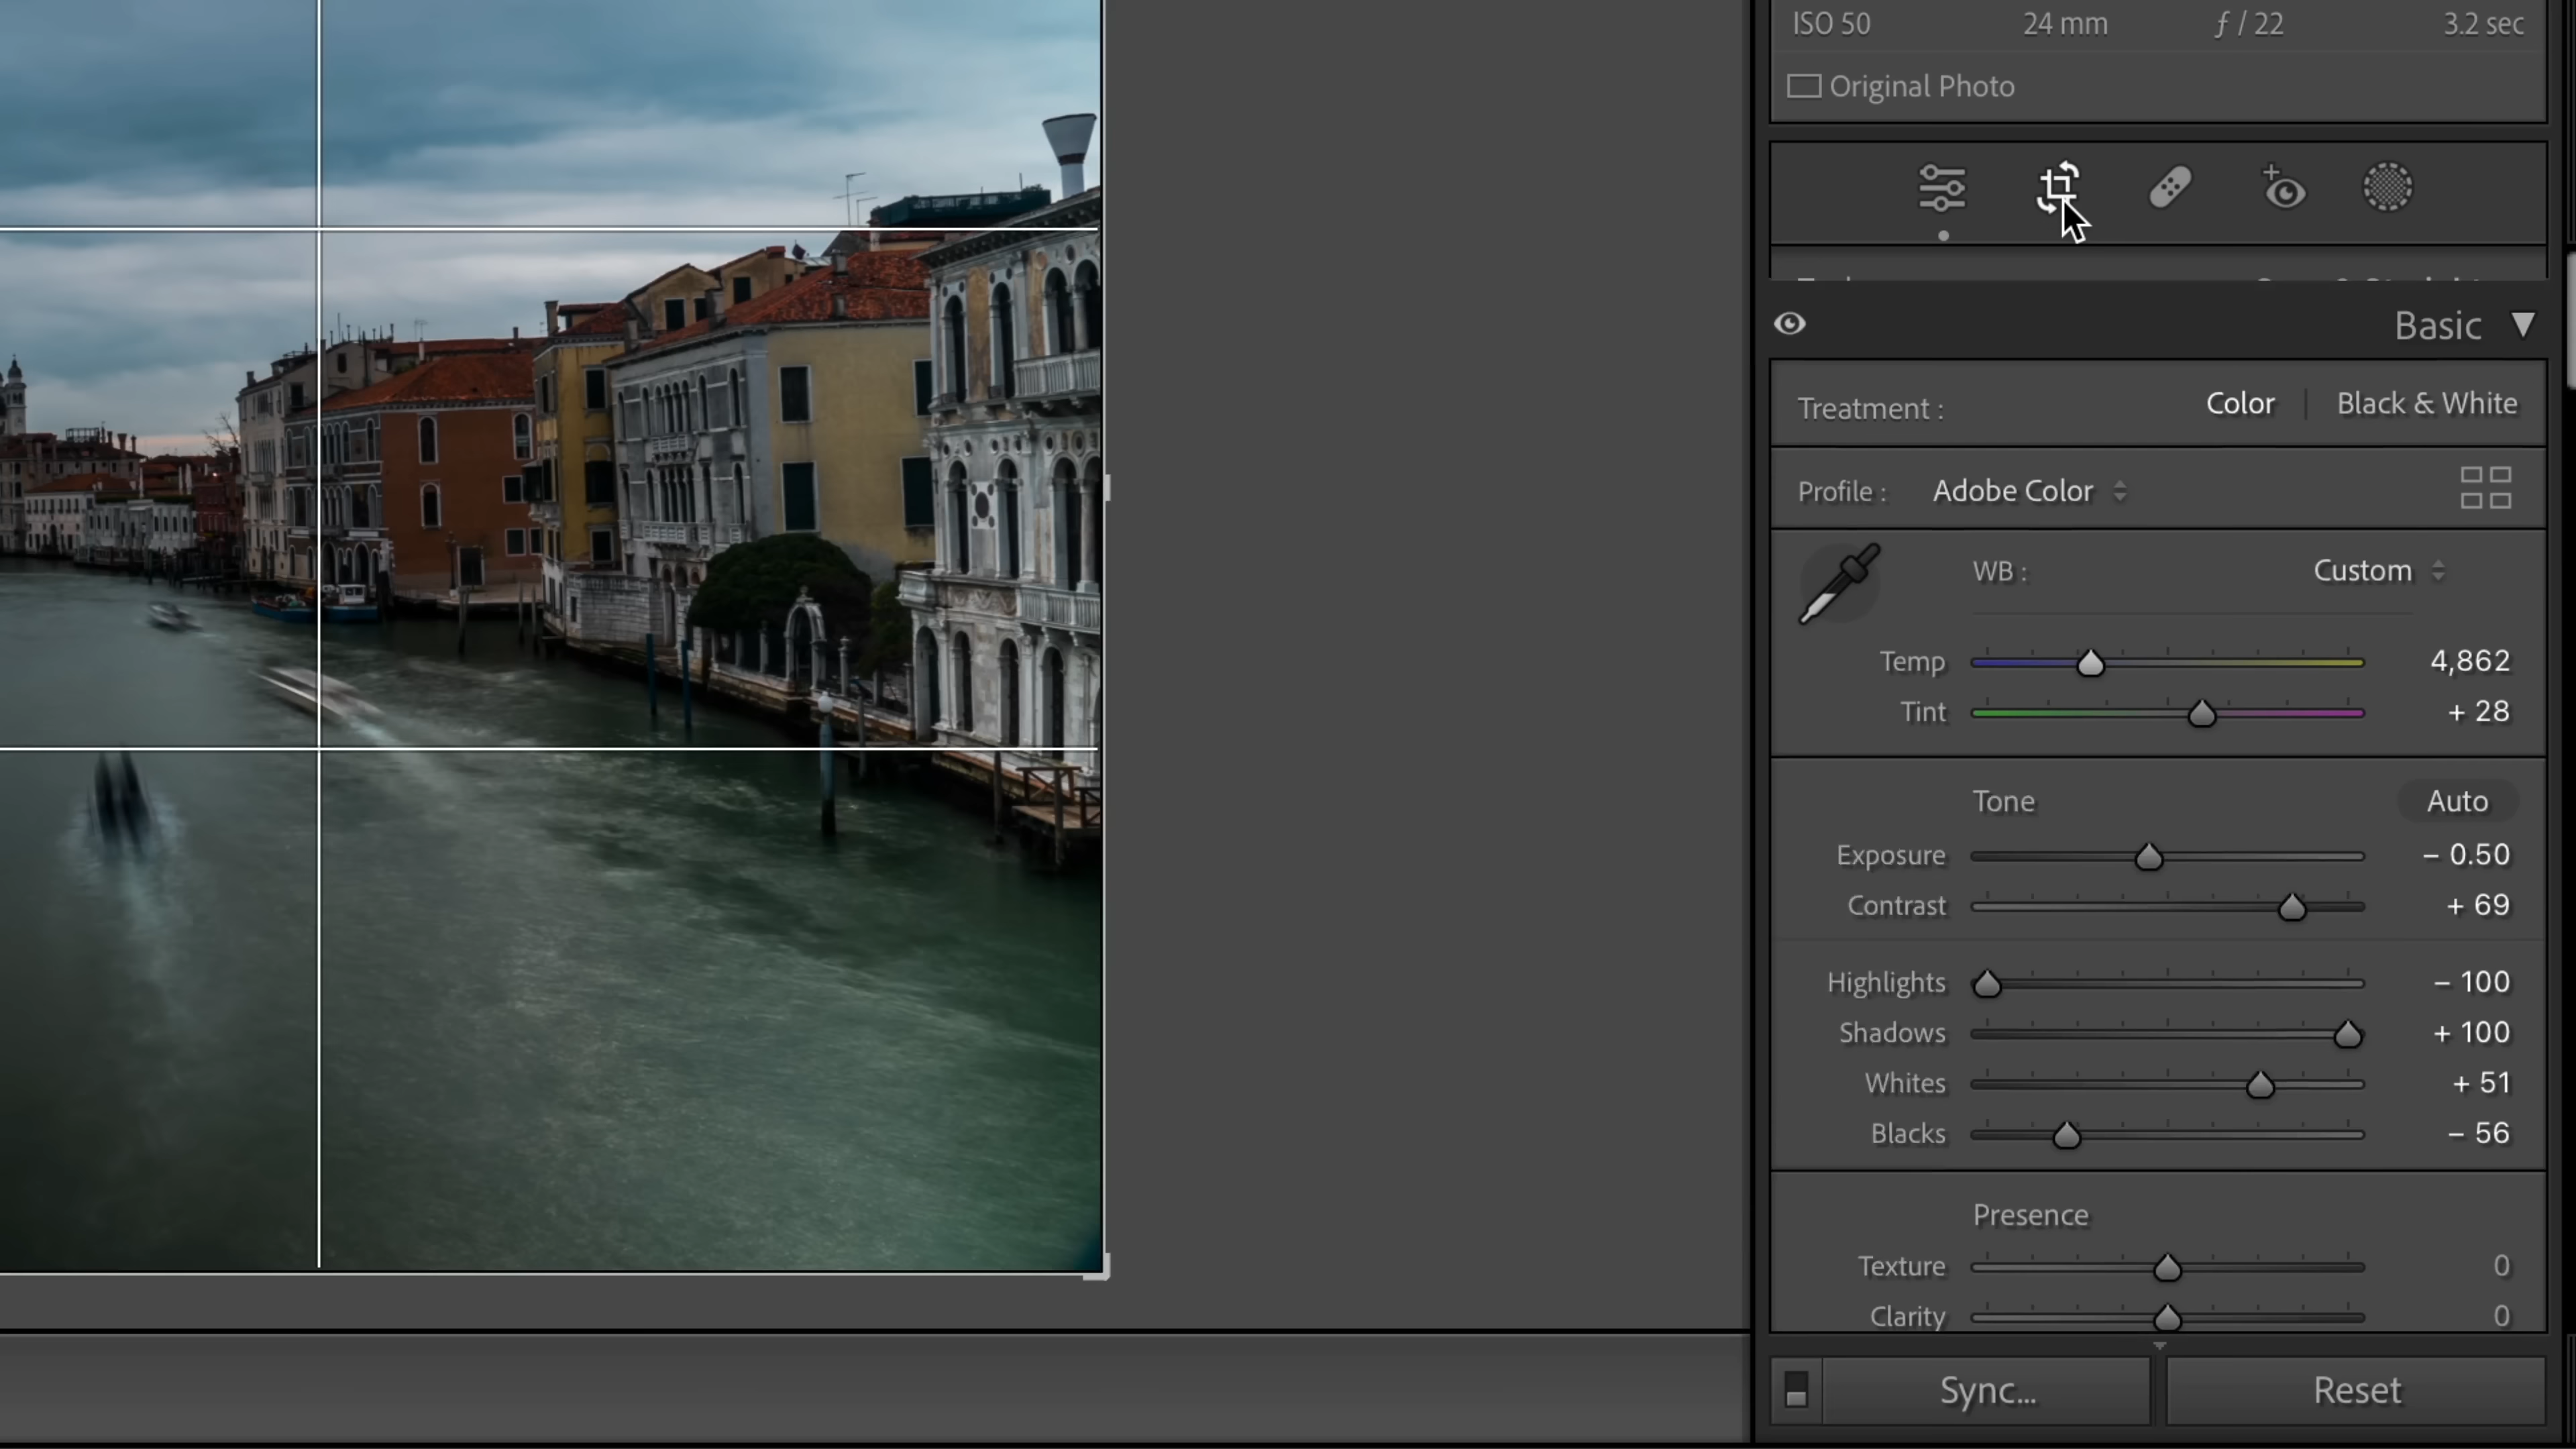 ISO 50 24 mm ƒ / 22 3.2 sec
Original Photo
Basic
Treatment : Color Black & White
Profile : Adobe Color
WB : Custom
Temp 4,862
Tint + 28
Tone Auto
Exposure – 0.50
Contrast + 69
Highlights – 100
Shadows + 100
Whites + 51
Blacks – 56
Presence
Texture 0
Clarity 0
Sync... Reset